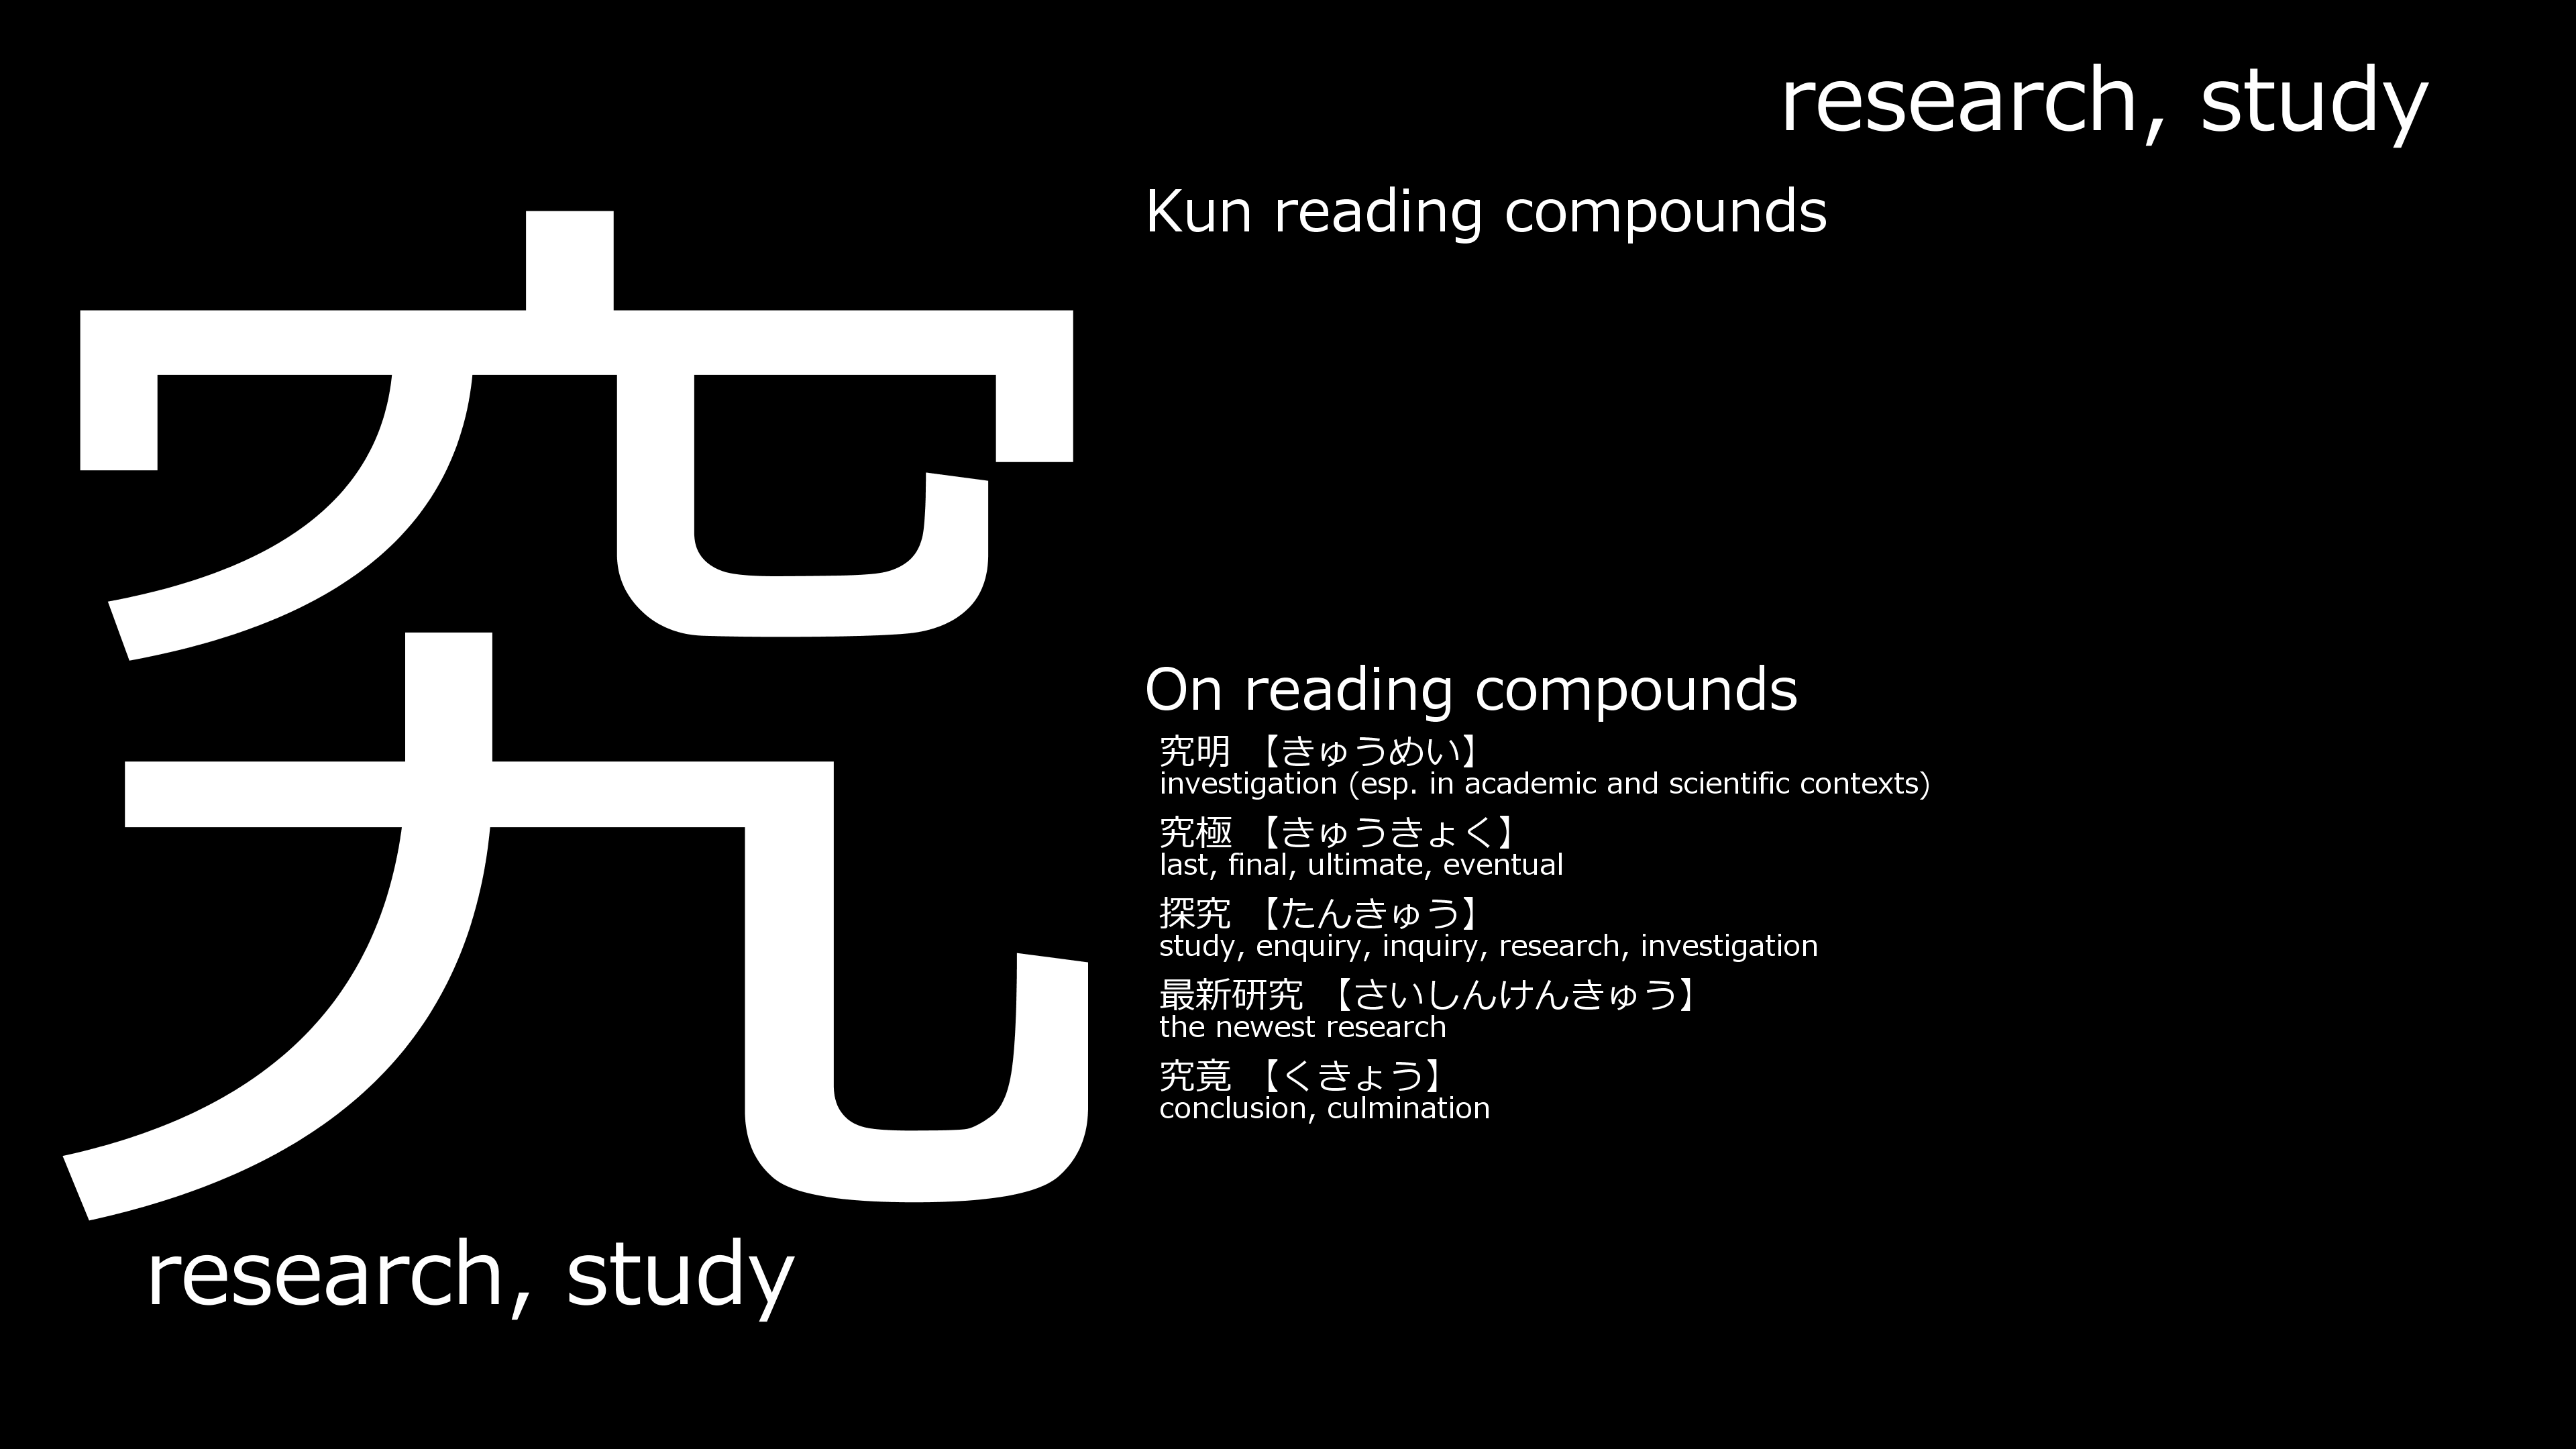 究
research, study
research, study
Kun reading compounds
On reading compounds
究明 【きゅうめい】
investigation (esp. in academic and scientific contexts)
究極 【きゅうきょく】
last, final, ultimate, eventual
探究 【たんきゅう】
study, enquiry, inquiry, research, investigation
最新研究 【さいしんけんきゅう】
the newest research
究竟 【くきょう】
conclusion, culmination